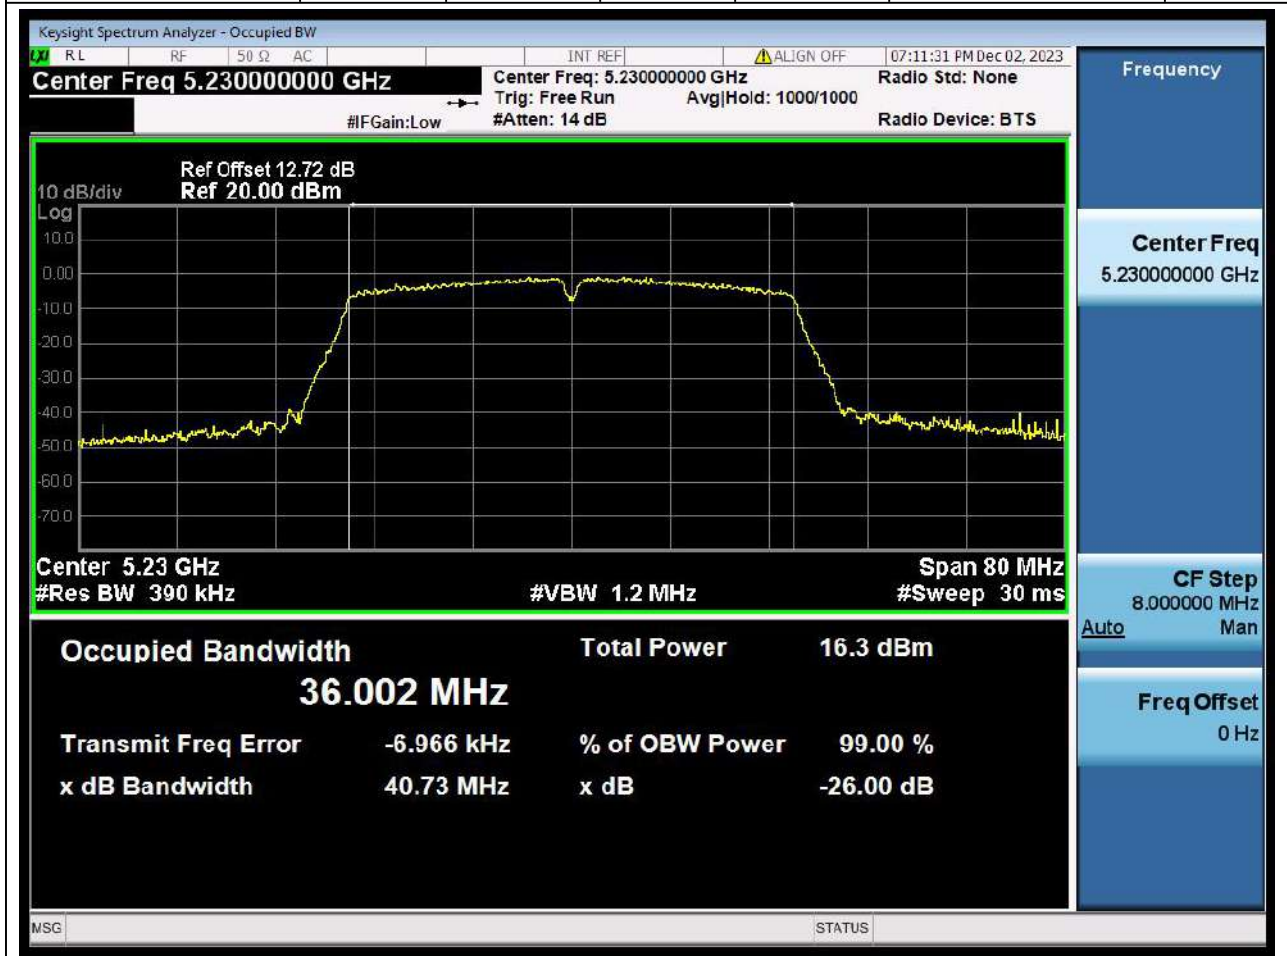 Keysight Spectrum Analyzer - Occupied BW
LXI RL RF 50 Ω AC INT REF ALIGN OFF 07:11:31 PM Dec 02, 2023
Center Freq 5.230000000 GHz
Center Freq: 5.230000000 GHz
Radio Std: None
Trig: Free Run Avg|Hold: 1000/1000
#IFGain:Low
#Atten: 14 dB
Radio Device: BTS
Ref Offset 12.72 dB
10 dB/div Ref 20.00 dBm
Log
10.0
0.00
-10.0
-20.0
-30.0
-40.0
-50.0
-60.0
-70.0
Center 5.23 GHz Span 80 MHz
#Res BW 390 kHz #VBW 1.2 MHz #Sweep 30 ms
Occupied Bandwidth Total Power 16.3 dBm
36.002 MHz
Transmit Freq Error -6.966 kHz % of OBW Power 99.00 %
x dB Bandwidth 40.73 MHz x dB -26.00 dB
MSG STATUS
Frequency
Center Freq
5.230000000 GHz
CF Step
8.000000 MHz
Auto Man
Freq Offset
0 Hz